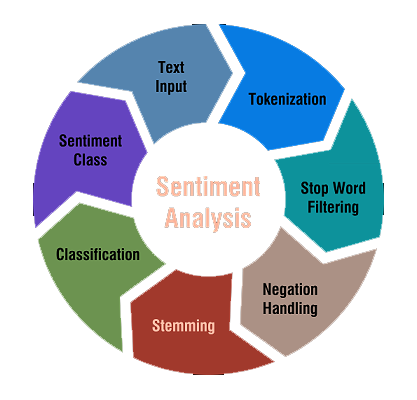 Text
Input
Tokenization
Stop Word
Filtering
Negation
Handling
Stemming
Classification
Sentiment
Class
Sentiment
Analysis